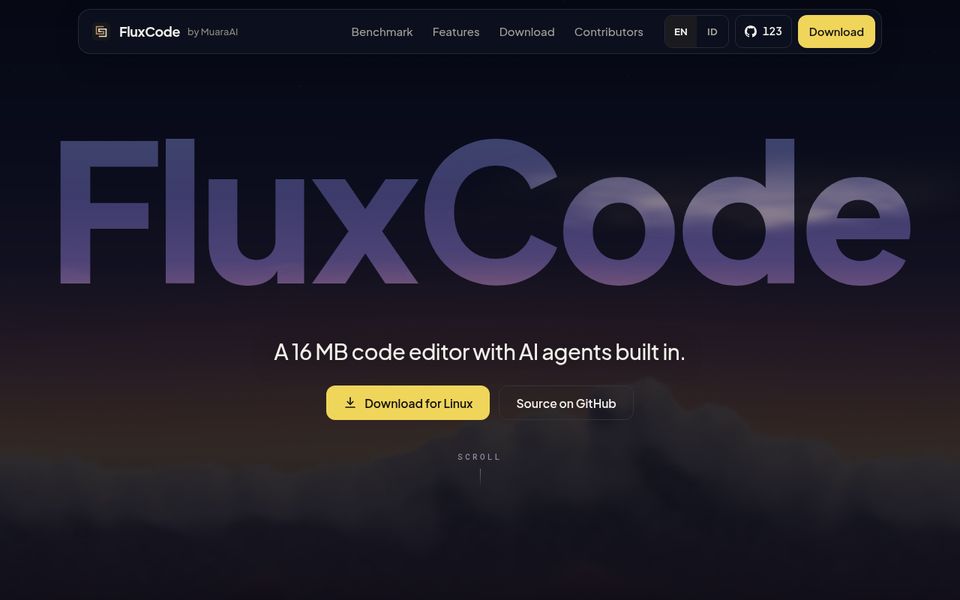 FluxCode by MuaraAI Benchmark Features Download Contributors EN ID 123 Download
FluxCode
A 16 MB code editor with AI agents built in.
Download for Linux Source on GitHub
SCROLL